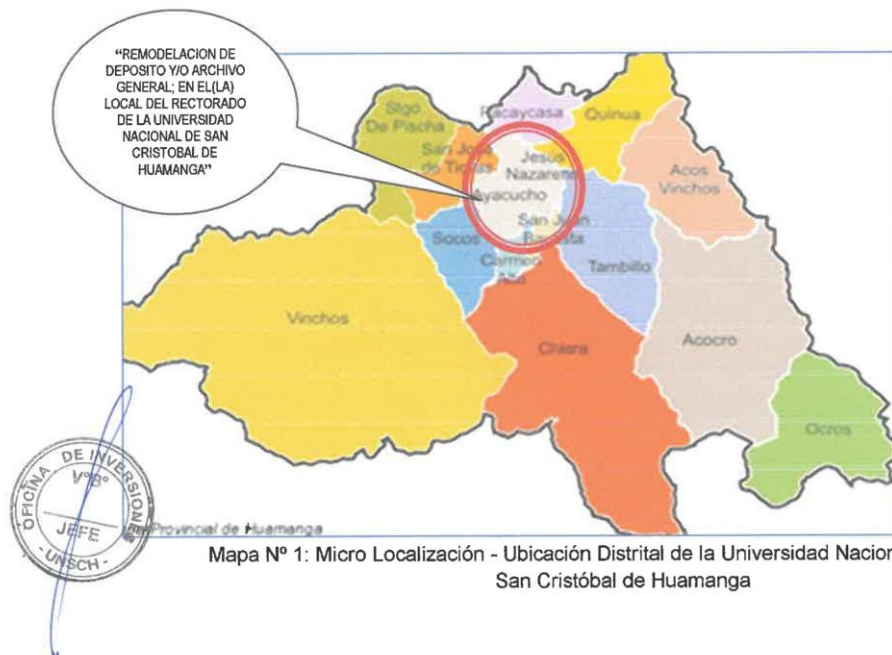 “REMODELACION DE
DEPOSITO Y/O ARCHIVO
GENERAL; EN EL(LA)
LOCAL DEL RECTORADO
DE LA UNIVERSIDAD
NACIONAL DE SAN
CRISTOBAL DE
HUAMANGA”
Pacaycasa
Quinua
Stgo
De Pischa
San José
de Ticllas
Jesús
Nazareno
Acos
Vinchos
Ayacucho
San Juan
Bautista
Socos
Carmen
Alto
Tambillo
Vinchos
Chiara
Acocro
Ocros
OFICINA DE INVERSIONES
V°B°
JEFE
- UNSCH -
Provincial de Huamanga
Mapa Nº 1: Micro Localización - Ubicación Distrital de la Universidad Nacion
San Cristóbal de Huamanga